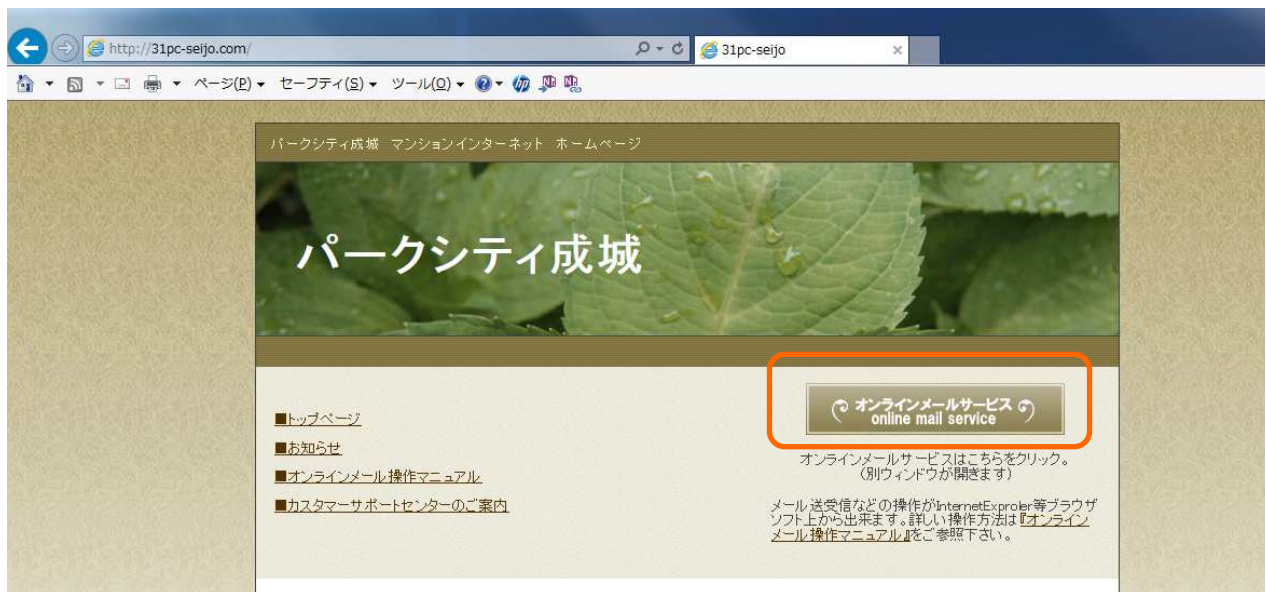 http://31pc-seijo.com/
31pc-seijo
ページ(P) セーフティ(S) ツール(O)
パークシティ成城 マンションインターネット ホームページ
パークシティ成城
オンラインメールサービス
online mail service
■トップページ
■お知らせ
■オンラインメール操作マニュアル
■カスタマーサポートセンターのご案内
オンラインメールサービスはこちらをクリック。
(別ウィンドウが開きます)
メール送受信などの操作がInternetExproler等ブラウザ
ソフト上から出来ます。詳しい操作方法は『オンライン
メール操作マニュアル』をご参照下さい。